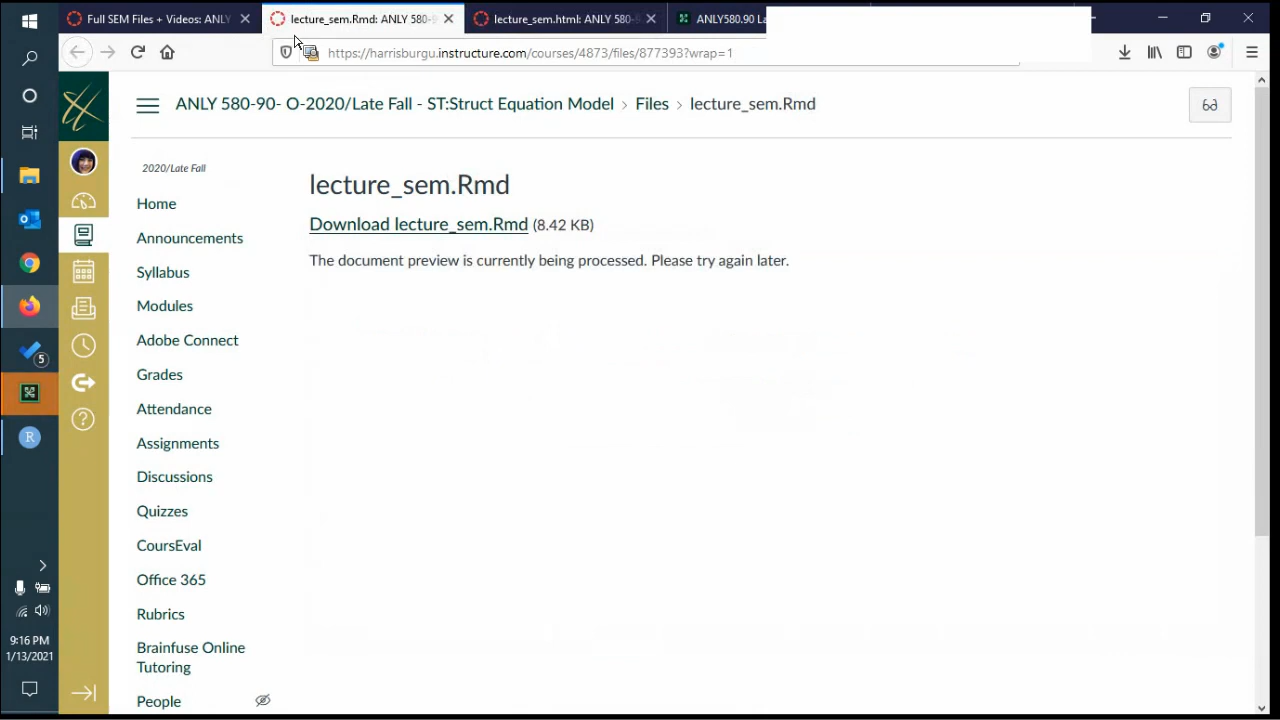 Full SEM Files + Videos: ANLY
lecture_sem.Rmd: ANLY 580-9
lecture_sem.html: ANLY 580-
ANLY580.90 La
https://harrisburgu.instructure.com/courses/4873/files/877393?wrap=1
ANLY 580-90- O-2020/Late Fall - ST:Struct Equation Model › Files › lecture_sem.Rmd
2020/Late Fall
Home
Announcements
Syllabus
Modules
Adobe Connect
Grades
Attendance
Assignments
Discussions
Quizzes
CoursEval
Office 365
Rubrics
Brainfuse Online
Tutoring
People
lecture_sem.Rmd
Download lecture_sem.Rmd (8.42 KB)
The document preview is currently being processed. Please try again later.
5
R
9:16 PM
1/13/2021